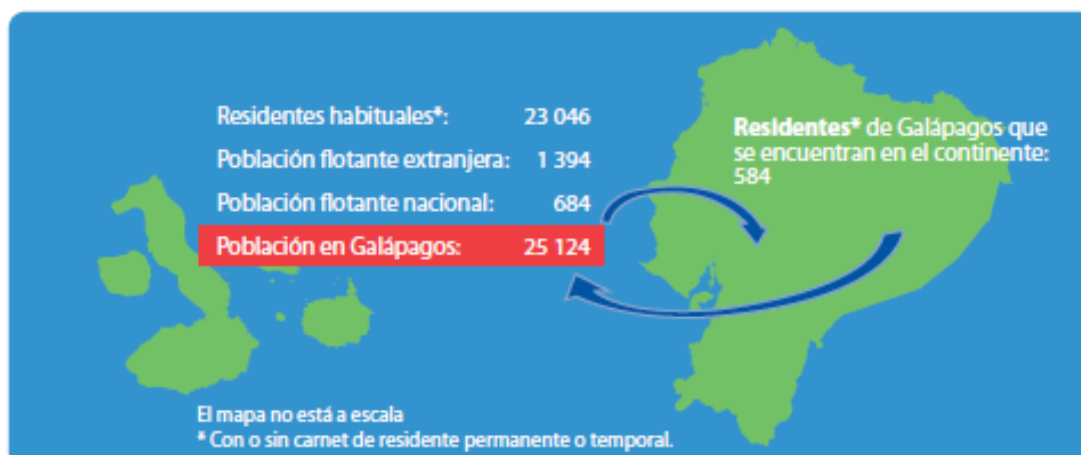 Residentes habituales*: 23 046
Población flotante extranjera: 1 394
Población flotante nacional: 684
Población en Galápagos: 25 124
Residentes* de Galápagos que
se encuentran en el continente:
584
El mapa no está a escala
* Con o sin carnet de residente permanente o temporal.